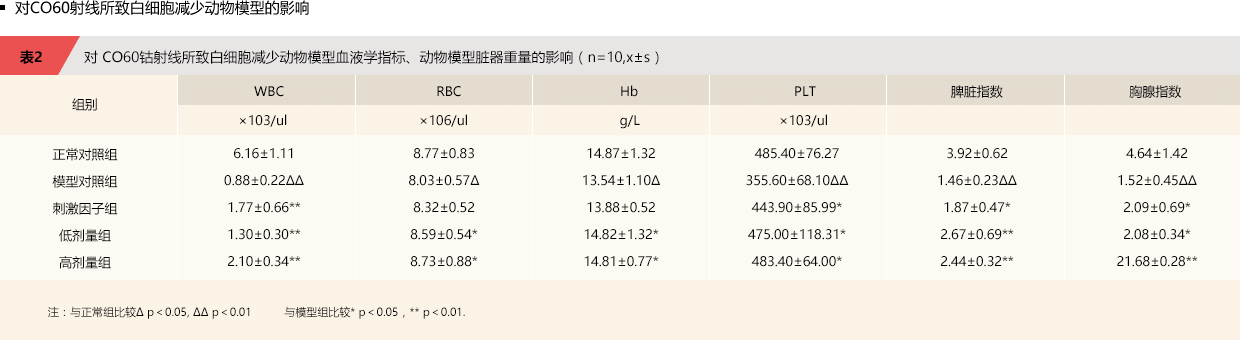 对CO60射线所致白细胞减少动物模型的影响
表2 对 CO60钴射线所致白细胞减少动物模型血液学指标、动物模型脏器重量的影响（n=10,x±s）
组别 WBC RBC Hb PLT 脾脏指数 胸腺指数
×103/ul ×106/ul g/L ×103/ul
正常对照组 6.16±1.11 8.77±0.83 14.87±1.32 485.40±76.27 3.92±0.62 4.64±1.42
模型对照组 0.88±0.22ΔΔ 8.03±0.57Δ 13.54±1.10Δ 355.60±68.10ΔΔ 1.46±0.23ΔΔ 1.52±0.45ΔΔ
刺激因子组 1.77±0.66** 8.32±0.52 13.88±0.52 443.90±85.99* 1.87±0.47* 2.09±0.69*
低剂量组 1.30±0.30** 8.59±0.54* 14.82±1.32* 475.00±118.31* 2.67±0.69** 2.08±0.34*
高剂量组 2.10±0.34** 8.73±0.88* 14.81±0.77* 483.40±64.00* 2.44±0.32** 21.68±0.28**
注：与正常组比较Δ p＜0.05, ΔΔ p＜0.01 与模型组比较* p＜0.05，** p＜0.01.